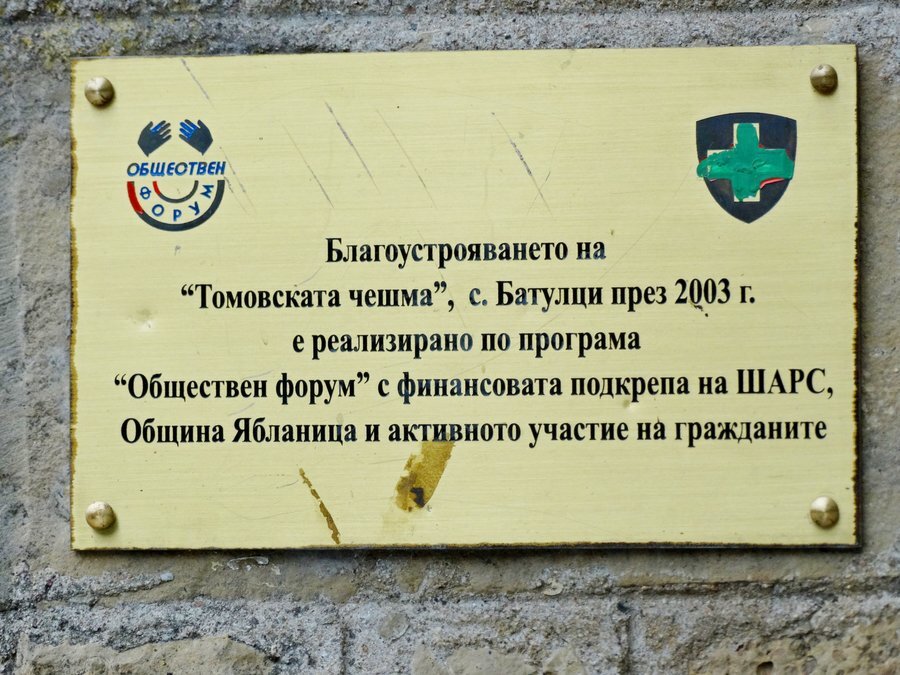 ОБЩЕОТВЕН
ФОРУМ
Благоустрояването на
“Томовската чешма”, с. Батулци през 2003 г.
е реализирано по програма
“Обществен форум” с финансовата подкрепа на ШАРС,
Община Ябланица и активното участие на гражданите